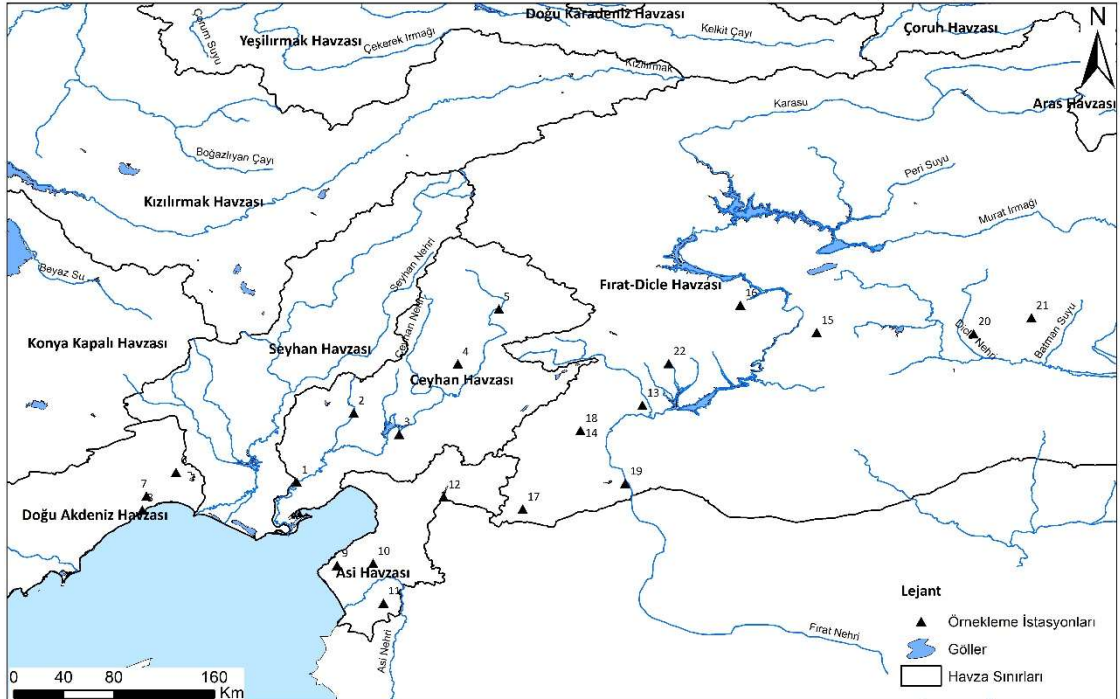 Doğu Karadeniz Havzası
Çorum Suyu
Yeşilırmak Havzası
Çekerek Irmağı
Kelkit Çayı
Çoruh Havzası
N
Kızılırmak
Karasu
Aras Havzası
Boğazlıyan Çayı
Peri Suyu
Kızılırmak Havzası
Murat Irmağı
Beyaz Su
Seyhan Nehri
Fırat-Dicle Havzası
Ceyhan Nehri
5
16
21
15
20
Dicle Nehri
Batman Suyu
Konya Kapalı Havzası
Seyhan Havzası
4
22
Ceyhan Havzası
2
13
3
18
14
6
1
19
7
8
12
17
Doğu Akdeniz Havzası
9
10
Asi Havzası
11
Asi Nehri
Fırat Nehri
Lejant
Örnekleme İstasyonları
Göller
Havza Sınırları
0 40 80 160
Km